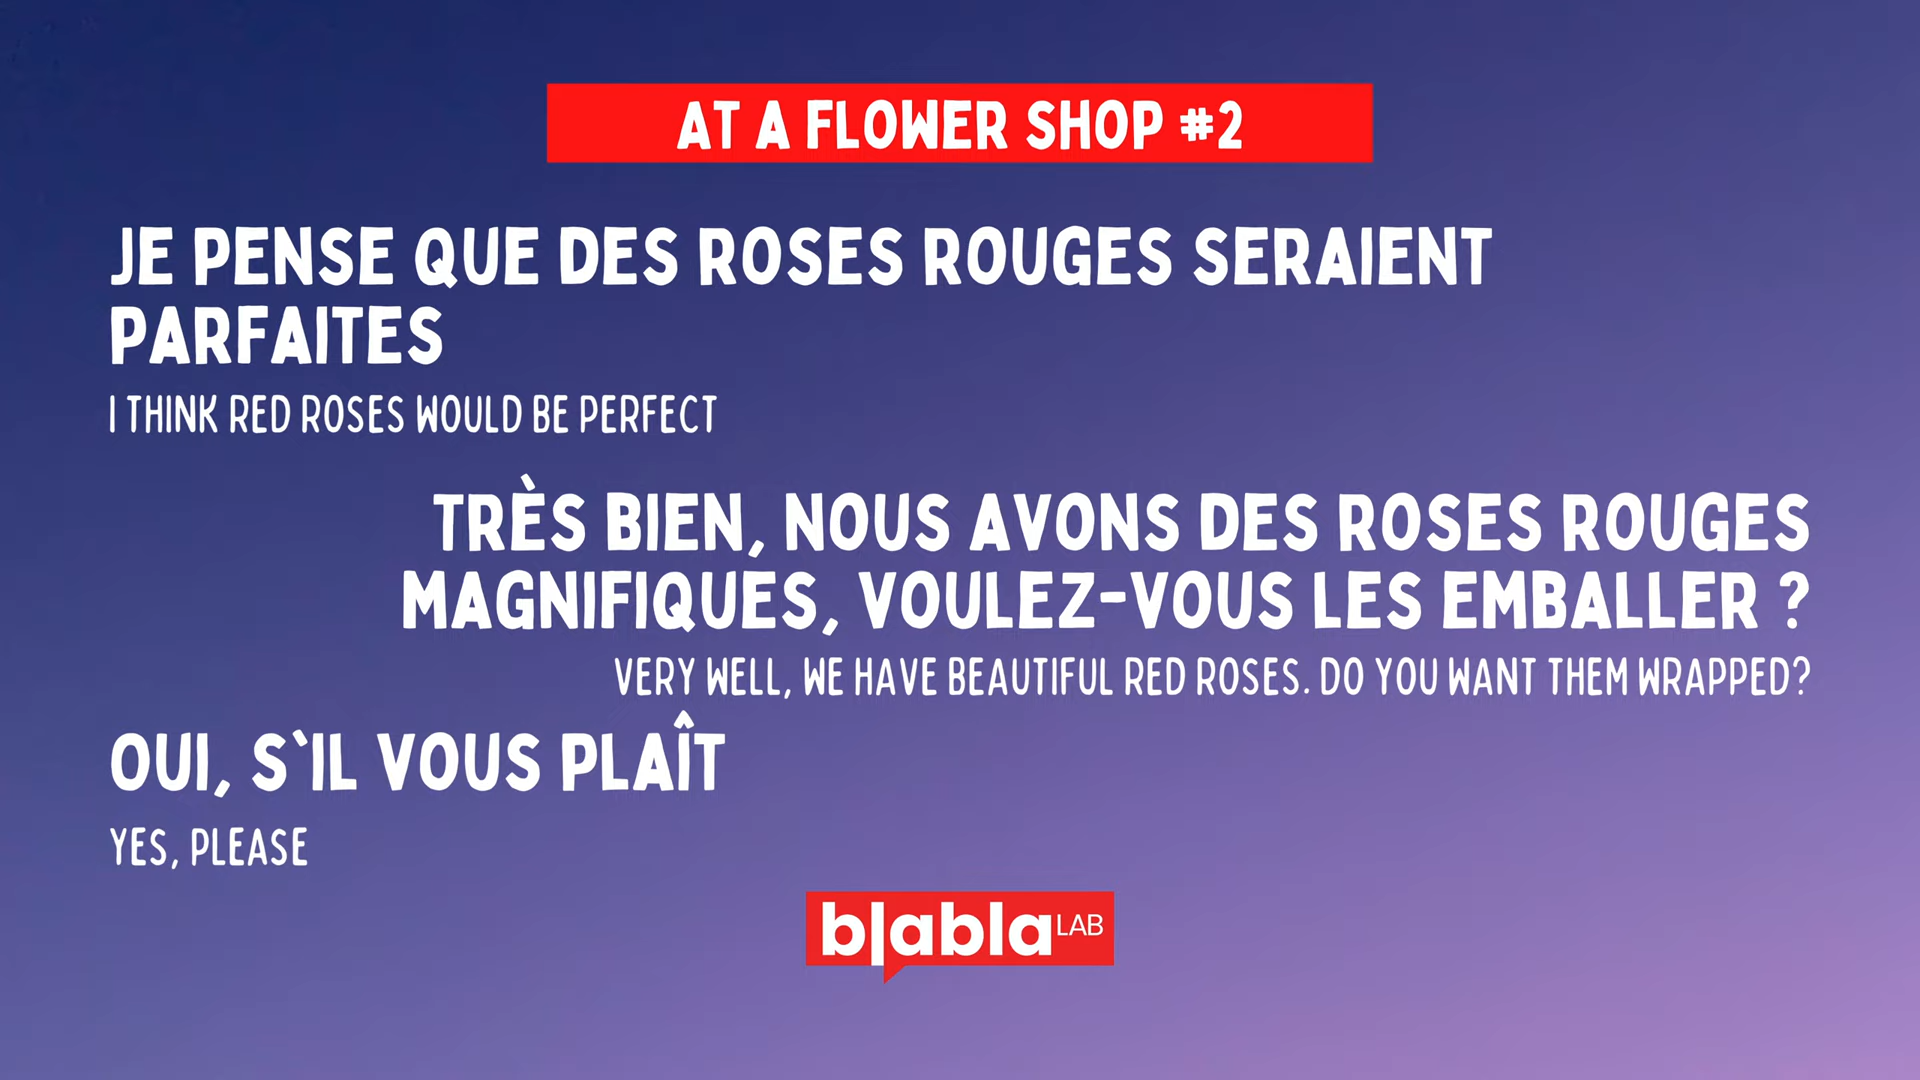 AT A FLOWER SHOP #2
JE PENSE QUE DES ROSES ROUGES SERAIENT
PARFAITES
I THINK RED ROSES WOULD BE PERFECT
TRÈS BIEN, NOUS AVONS DES ROSES ROUGES
MAGNIFIQUES, VOULEZ-VOUS LES EMBALLER ?
VERY WELL, WE HAVE BEAUTIFUL RED ROSES. DO YOU WANT THEM WRAPPED?
OUI, S`IL VOUS PLAÎT
YES, PLEASE
blabla LAB